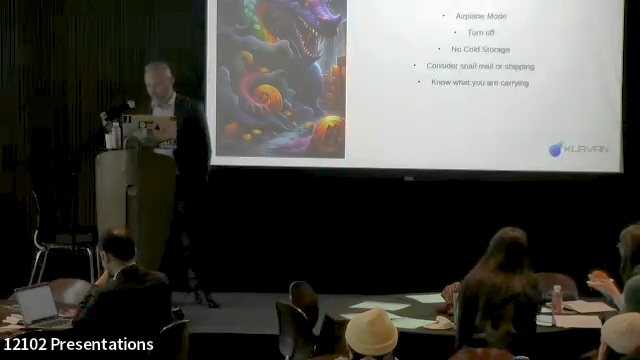 Airplane Mode
Turn off
No Cold Storage
Consider snail mail or shipping
Know what you are carrying
KLRVAN
12102 Presentations